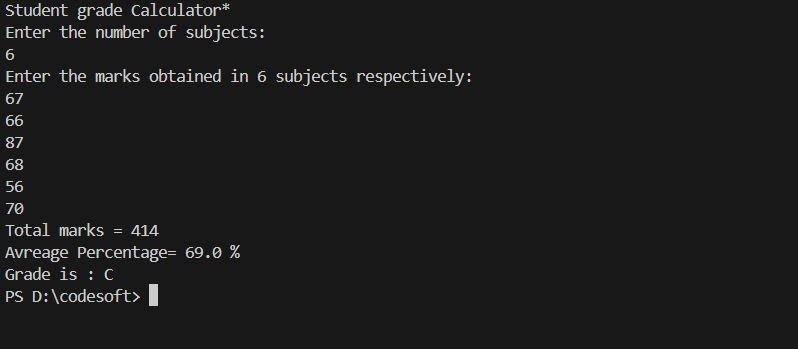 Student grade Calculator*
Enter the number of subjects:
6
Enter the marks obtained in 6 subjects respectively:
67
66
87
68
56
70
Total marks = 414
Avreage Percentage= 69.0 %
Grade is : C
PS D:\codesoft>